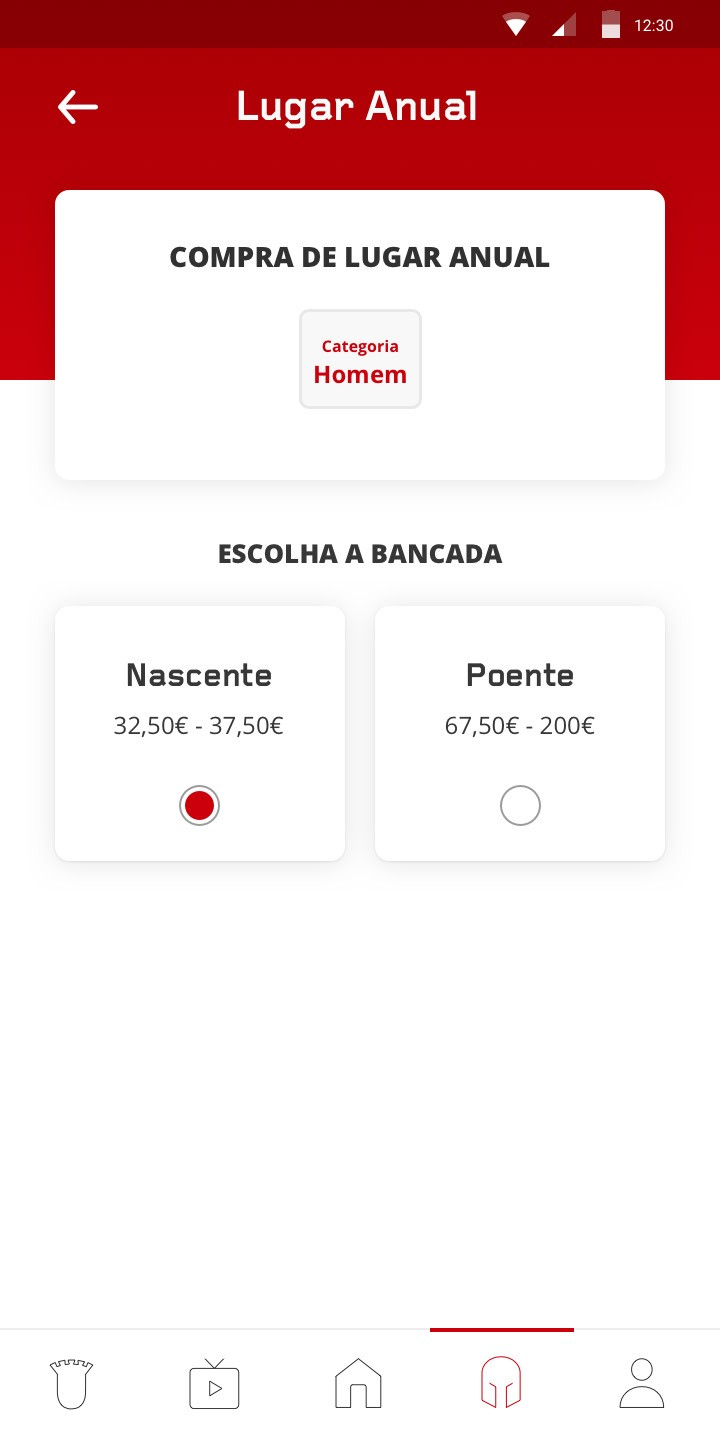 12:30
Lugar Anual
COMPRA DE LUGAR ANUAL
Categoria
Homem
ESCOLHA A BANCADA
Nascente
32,50€ - 37,50€
Poente
67,50€ - 200€